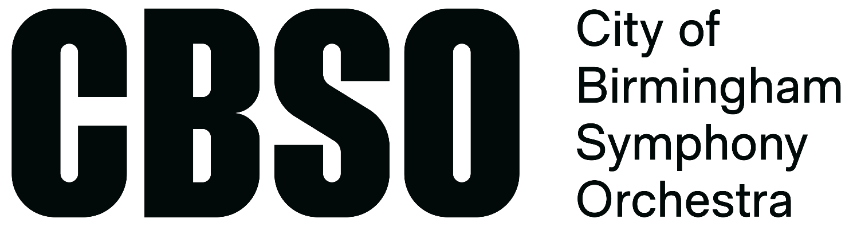 CBSO
City of
Birmingham
Symphony
Orchestra